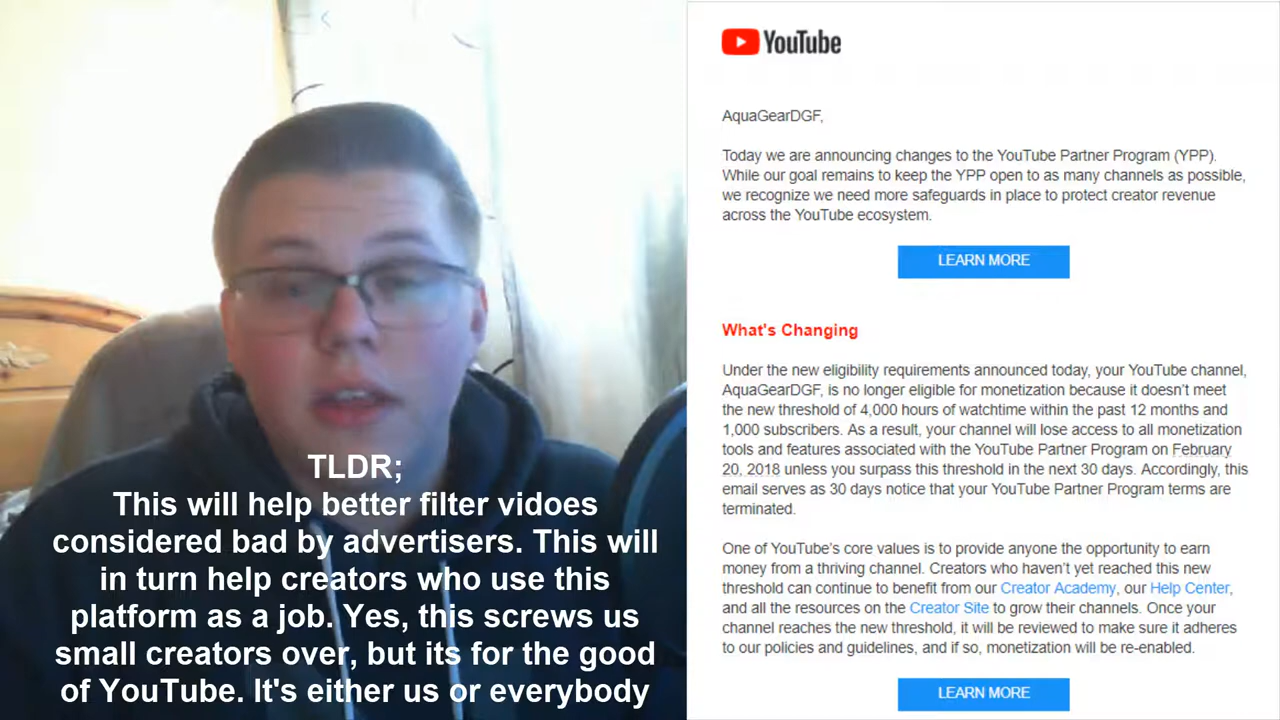 TLDR;
This will help better filter vidoes
considered bad by advertisers. This will
in turn help creators who use this
platform as a job. Yes, this screws us
small creators over, but its for the good
of YouTube. It's either us or everybody
YouTube
AquaGearDGF,
Today we are announcing changes to the YouTube Partner Program (YPP).
While our goal remains to keep the YPP open to as many channels as possible,
we recognize we need more safeguards in place to protect creator revenue
across the YouTube ecosystem.
LEARN MORE
What's Changing
Under the new eligibility requirements announced today, your YouTube channel,
AquaGearDGF, is no longer eligible for monetization because it doesn't meet
the new threshold of 4,000 hours of watchtime within the past 12 months and
1,000 subscribers. As a result, your channel will lose access to all monetization
tools and features associated with the YouTube Partner Program on February
20, 2018 unless you surpass this threshold in the next 30 days. Accordingly, this
email serves as 30 days notice that your YouTube Partner Program terms are
terminated.
One of YouTube's core values is to provide anyone the opportunity to earn
money from a thriving channel. Creators who haven't yet reached this new
threshold can continue to benefit from our Creator Academy, our Help Center,
and all the resources on the Creator Site to grow their channels. Once your
channel reaches the new threshold, it will be reviewed to make sure it adheres
to our policies and guidelines, and if so, monetization will be re-enabled.
LEARN MORE